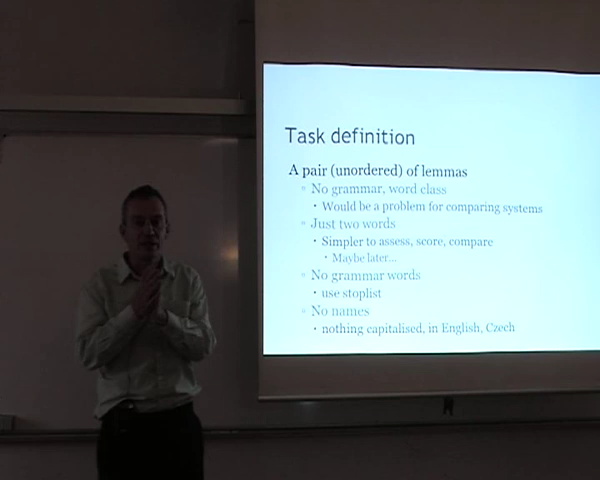 Task definition
A pair (unordered) of lemmas
No grammar, word class
Would be a problem for comparing systems
Just two words
Simpler to assess, score, compare
Maybe later...
No grammar words
use stoplist
No names
nothing capitalised, in English, Czech